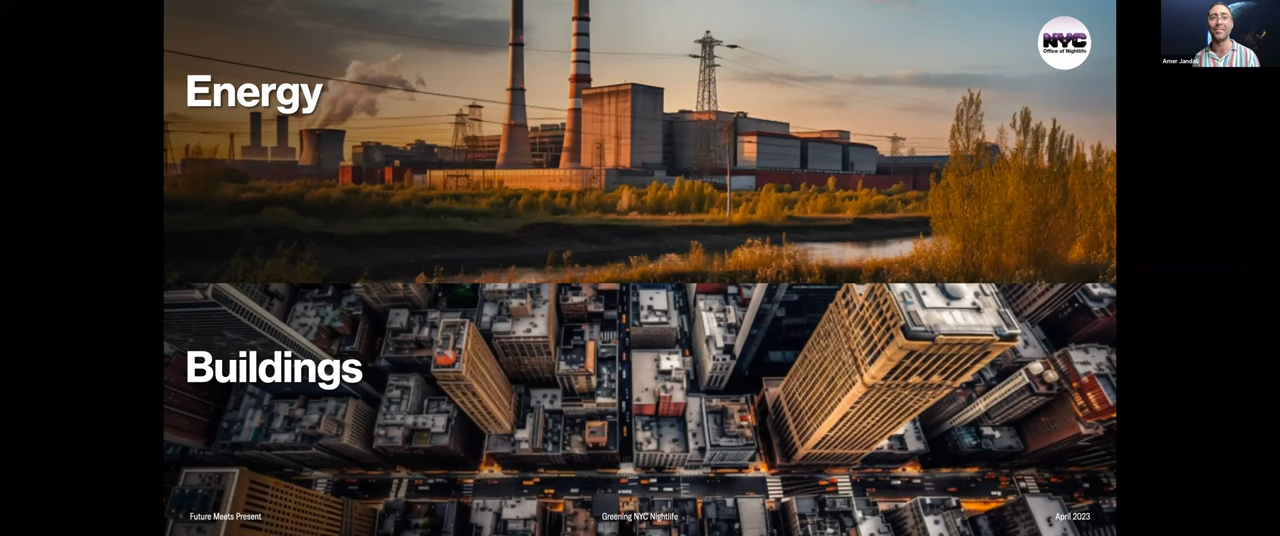 Energy
NYC
Office of Nightlife
Amer Jandali
Buildings
Future Meets Present
Greening NYC Nightlife
April 2023